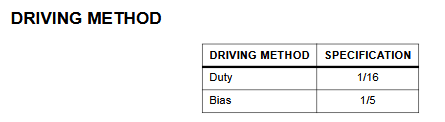 DRIVING METHOD
DRIVING METHOD SPECIFICATION
Duty 1/16
Bias 1/5